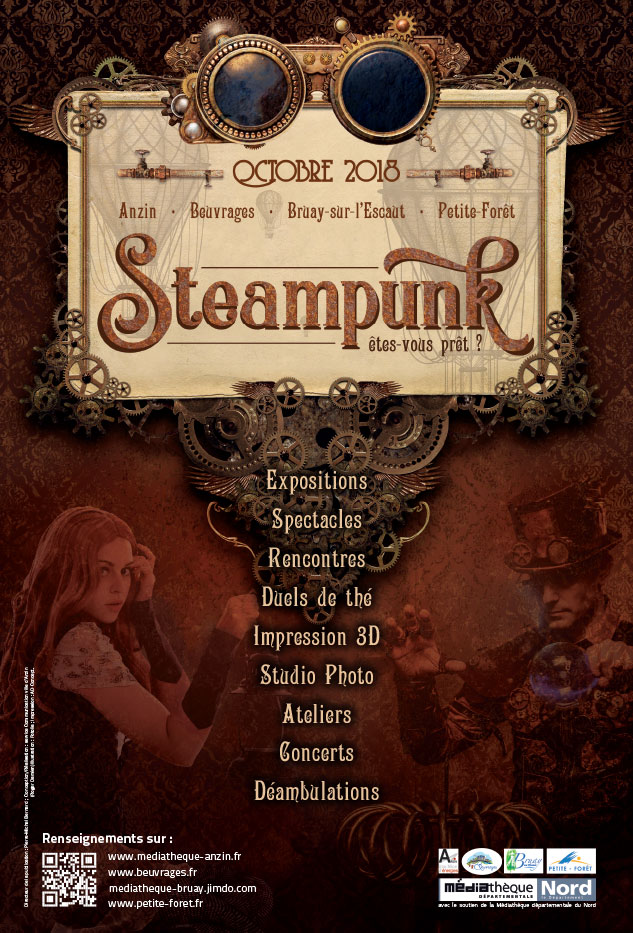 OCTOBRE 2018
Anzin · Beuvrages · Bruay-sur-l'Escaut · Petite-Forêt
Steampunk
êtes-vous prêt ?
Expositions
Spectacles
Rencontres
Duels de thé
Impression 3D
Studio Photo
Ateliers
Concerts
Déambulations
Renseignements sur :
www.mediatheque-anzin.fr
www.beuvrages.fr
mediatheque-bruay.jimdo.com
www.petite-foret.fr
Bruay
PETITE - FORÊT
médiathèque
DÉPARTEMENTALE
Nord
le Département
avec le soutien de la Médiathèque départementale du Nord